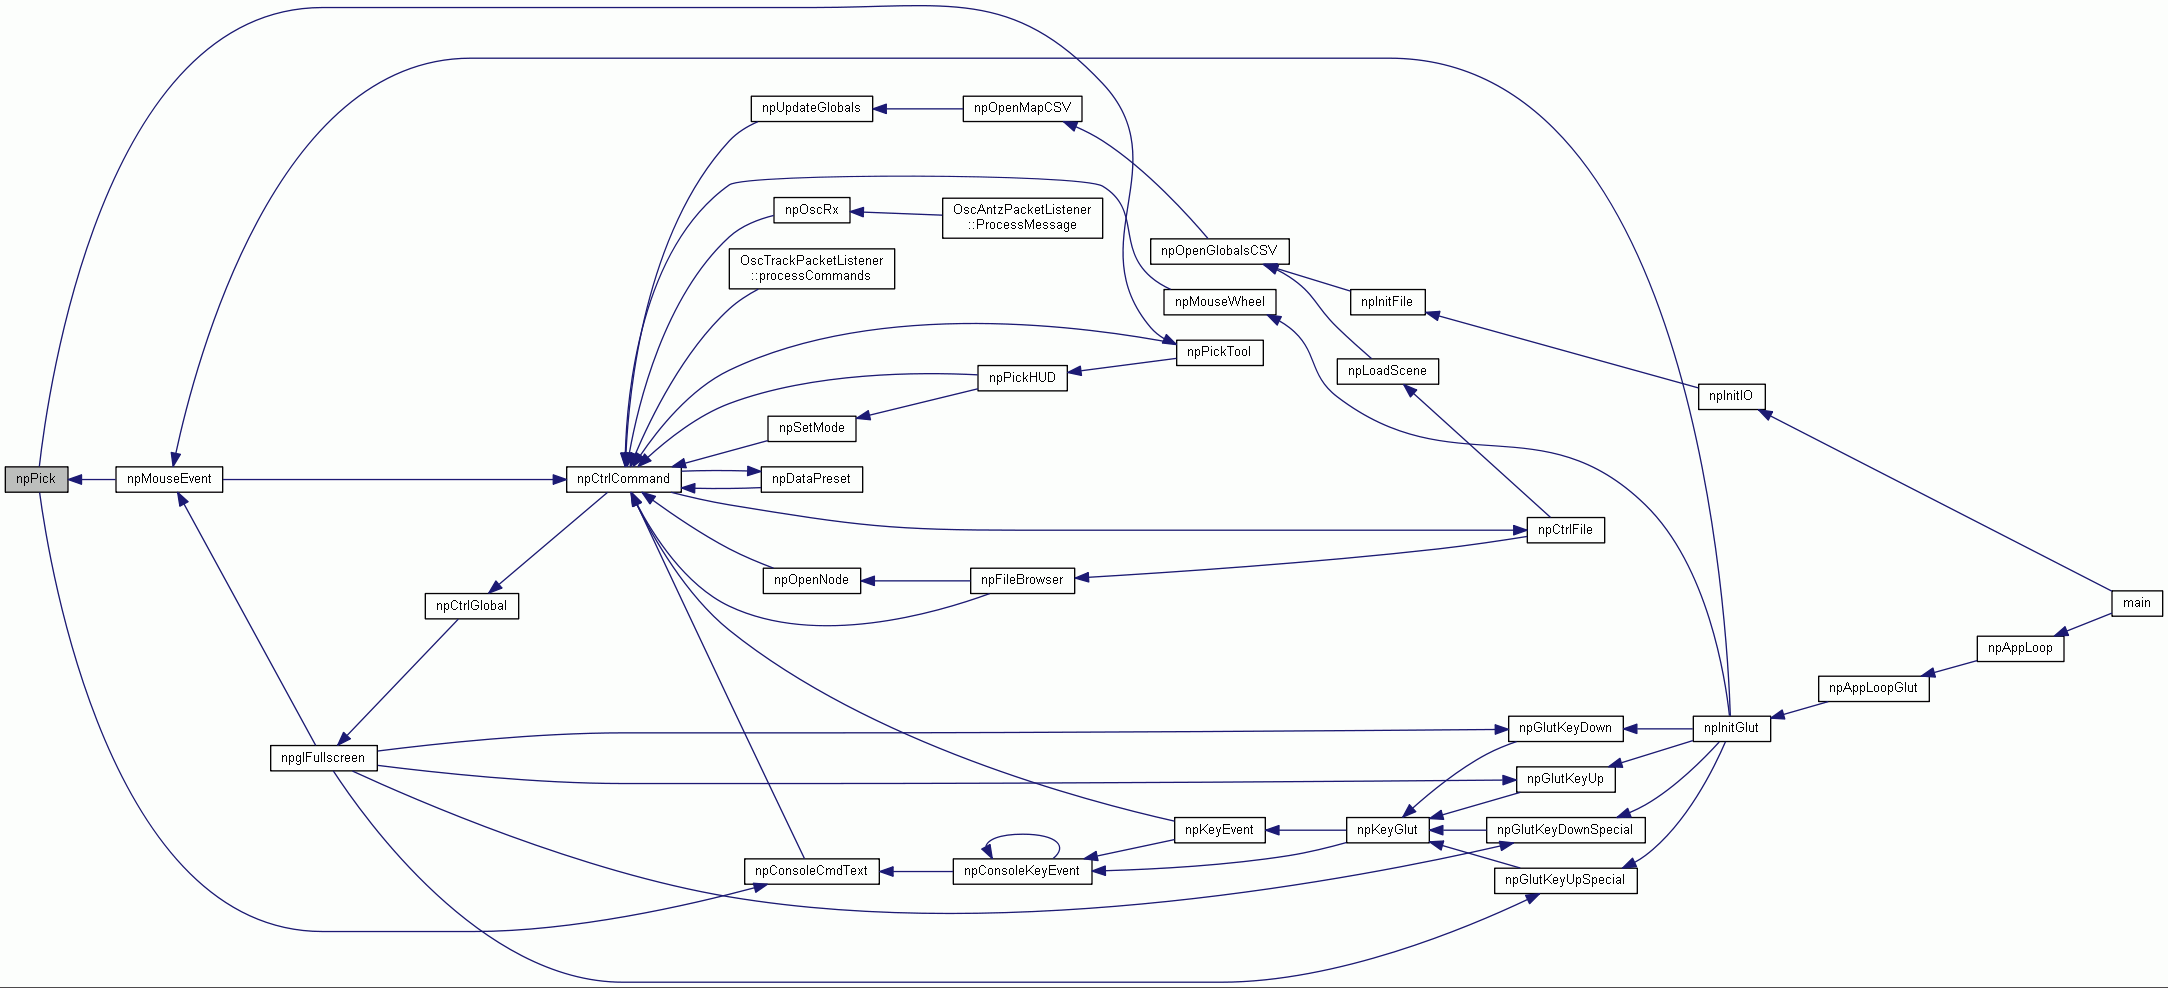 npUpdateGlobals
npOpenMapCSV
npOscRx
OscAntzPacketListener
::ProcessMessage
OscTrackPacketListener
::processCommands
npOpenGlobalsCSV
npMouseWheel
npInitFile
npPickTool
npPickHUD
npLoadScene
npInitIO
npSetMode
npPick
npMouseEvent
npCtrlCommand
npDataPreset
npCtrlFile
npOpenNode
npFileBrowser
npCtrlGlobal
main
npAppLoop
npAppLoopGlut
npGlutKeyDown
npInitGlut
npglFullscreen
npGlutKeyUp
npKeyEvent
npKeyGlut
npGlutKeyDownSpecial
npConsoleCmdText
npConsoleKeyEvent
npGlutKeyUpSpecial